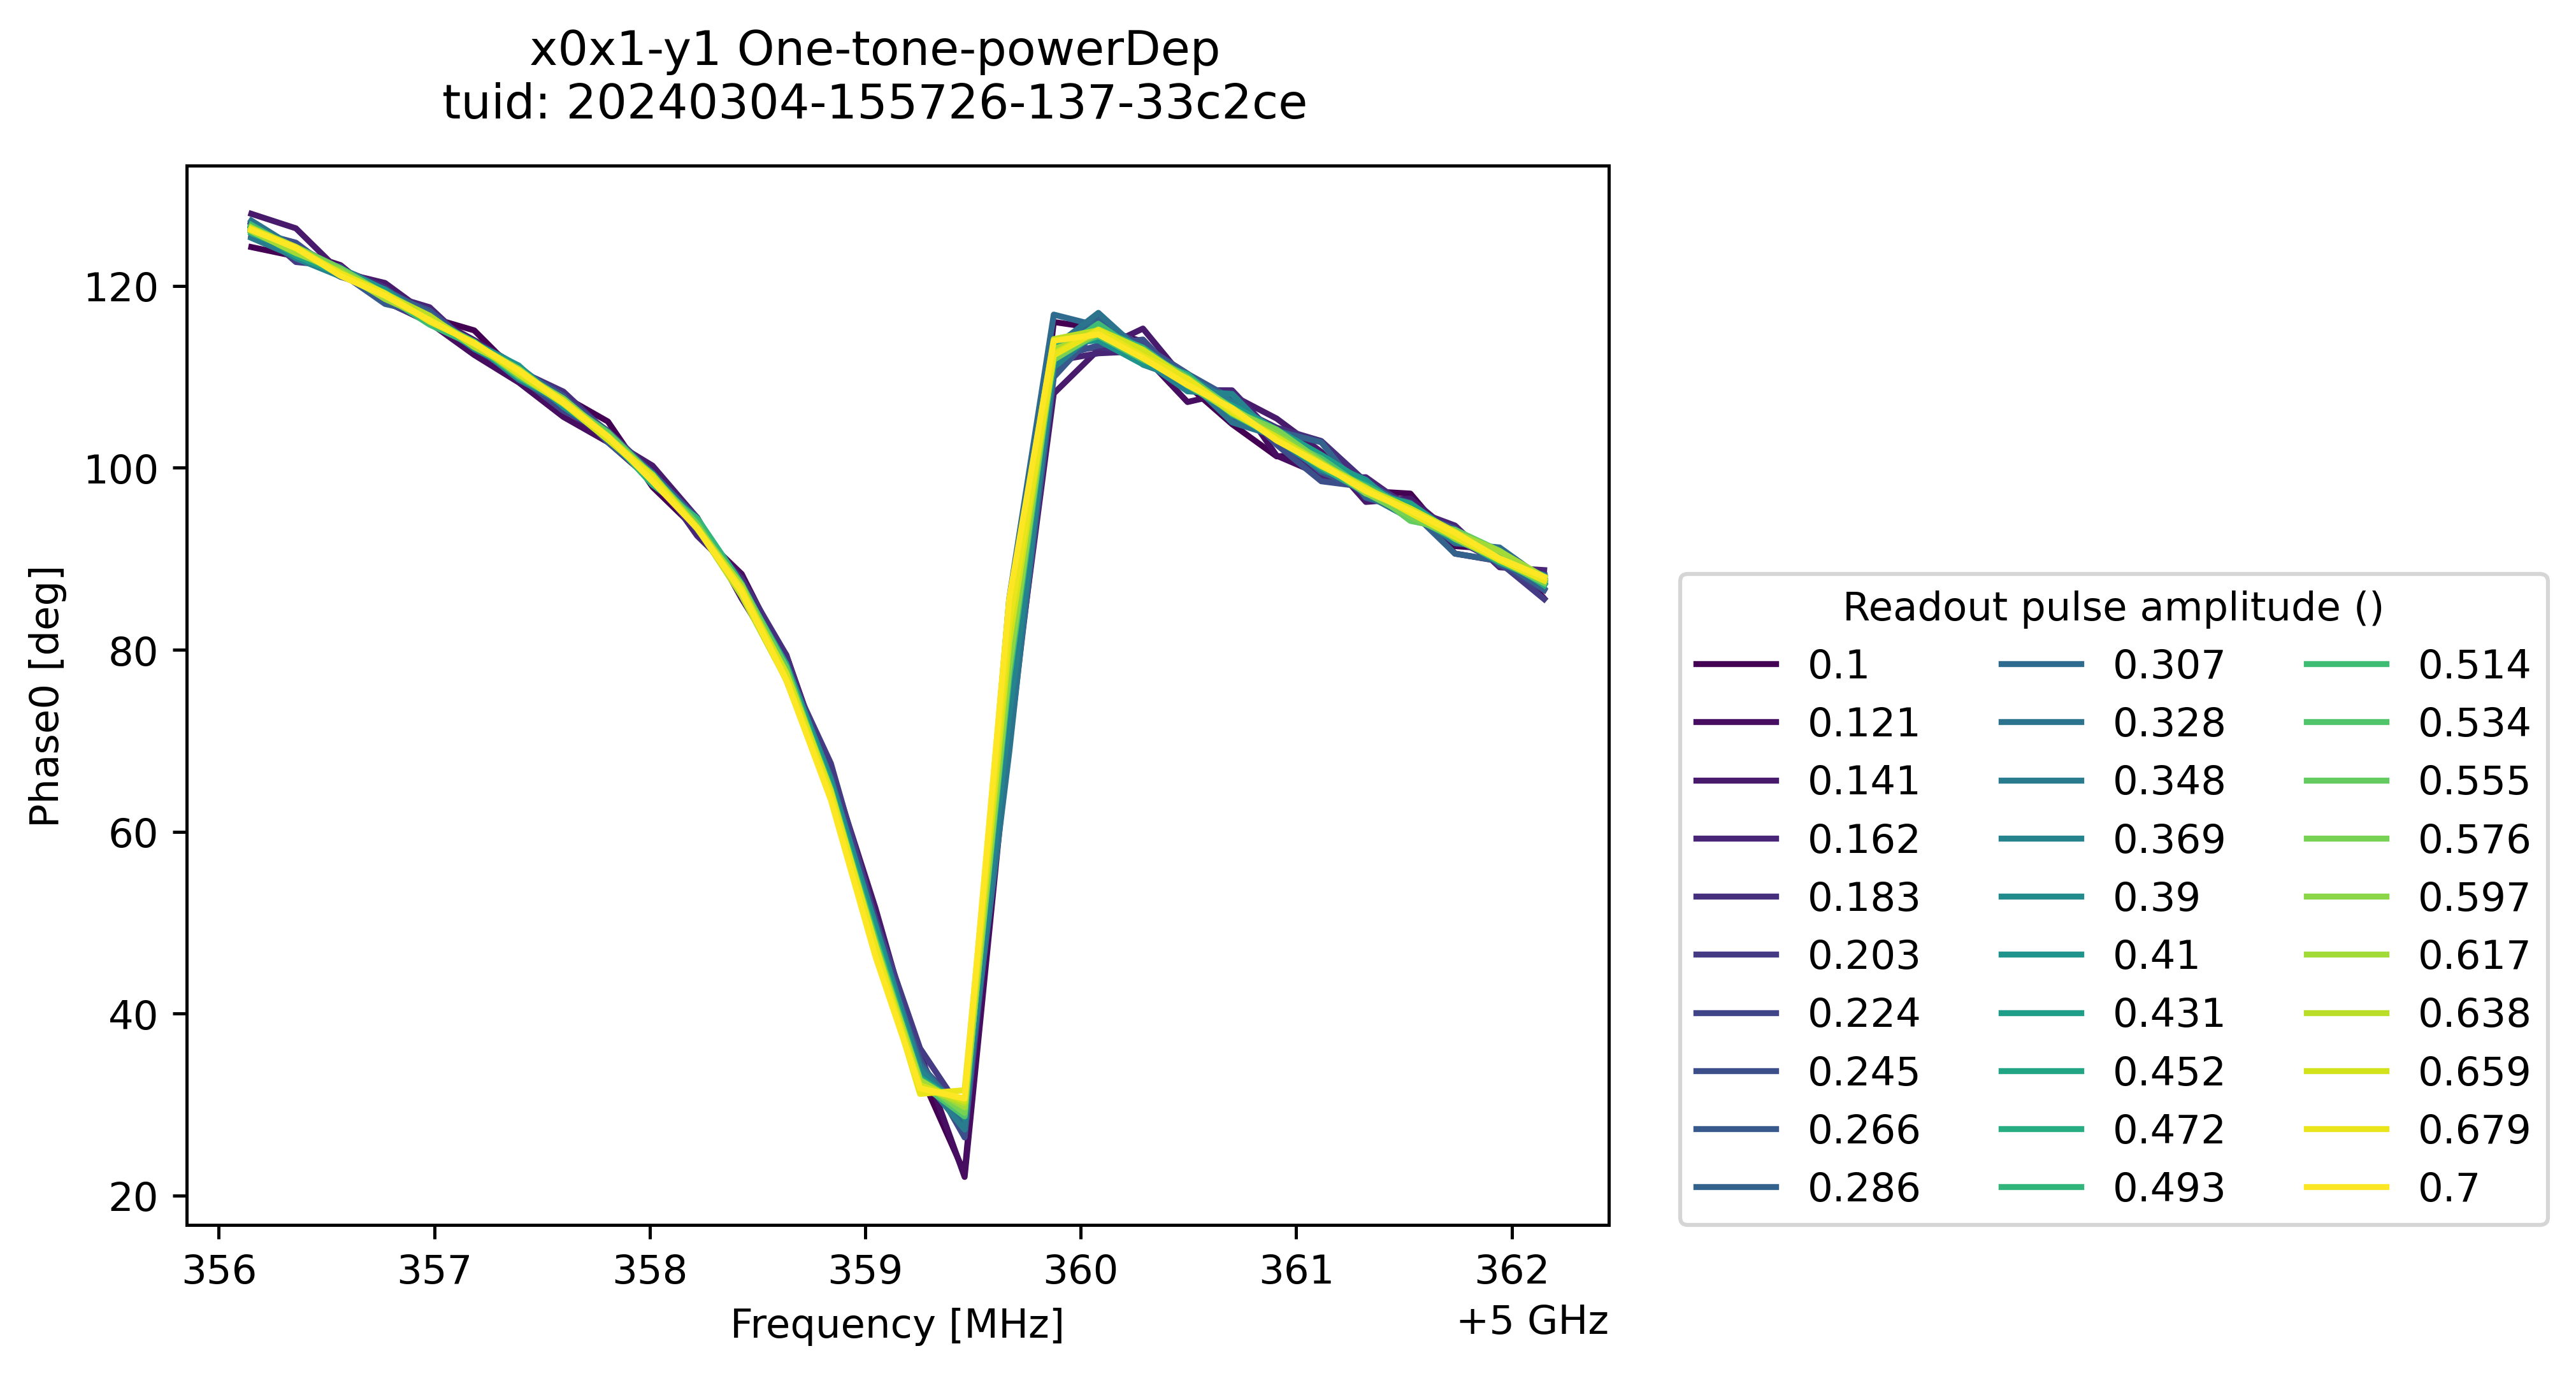 x0x1-y1 One-tone-powerDep
tuid: 20240304-155726-137-33c2ce
Phase0 [deg]
120
100
80
60
40
20
356 357 358 359 360 361 362
Frequency [MHz]
+5 GHz
Readout pulse amplitude ()
0.1 0.307 0.514
0.121 0.328 0.534
0.141 0.348 0.555
0.162 0.369 0.576
0.183 0.39 0.597
0.203 0.41 0.617
0.224 0.431 0.638
0.245 0.452 0.659
0.266 0.472 0.679
0.286 0.493 0.7